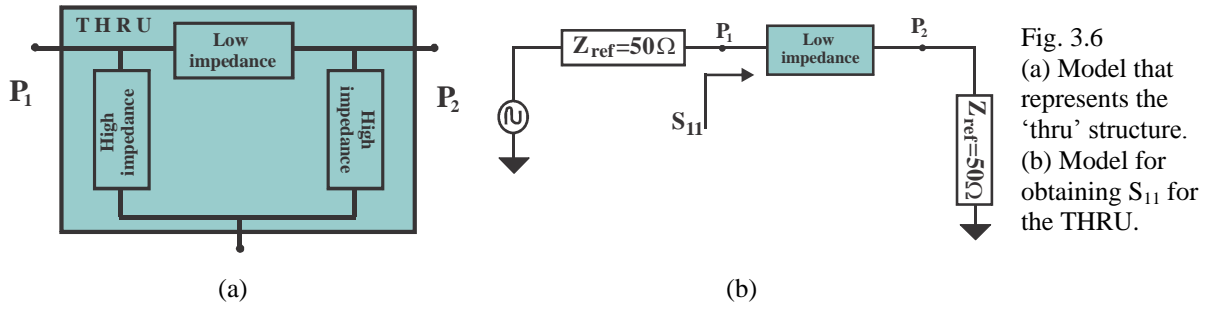 THRU
Low
impedance
High
impedance
High
impedance
P1
P2
(a)
Zref=50Ω
P1
Low
impedance
P2
S11
Zref=50Ω
(b)
Fig. 3.6
(a) Model that
represents the
‘thru’ structure.
(b) Model for
obtaining S11 for
the THRU.